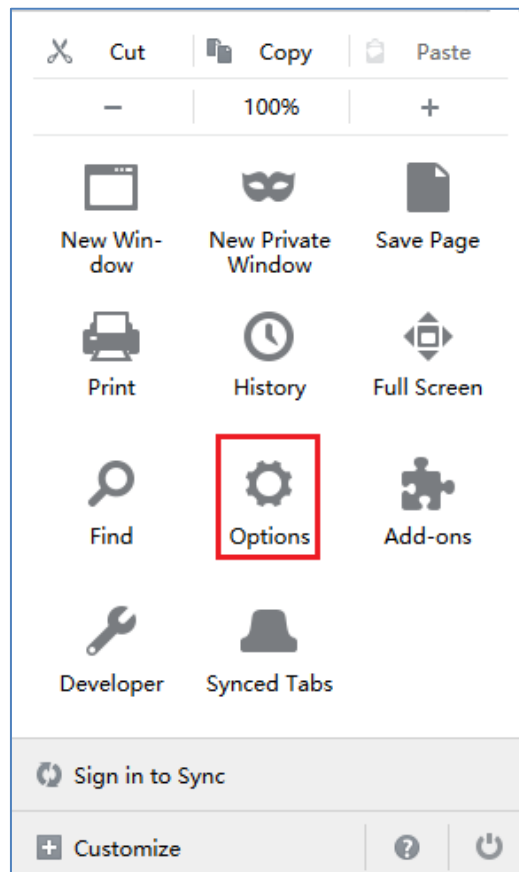 Cut Copy Paste
− 100% +
New Win- New Private Save Page
dow Window
Print History Full Screen
Find Options Add-ons
Developer Synced Tabs
Sign in to Sync
Customize ?